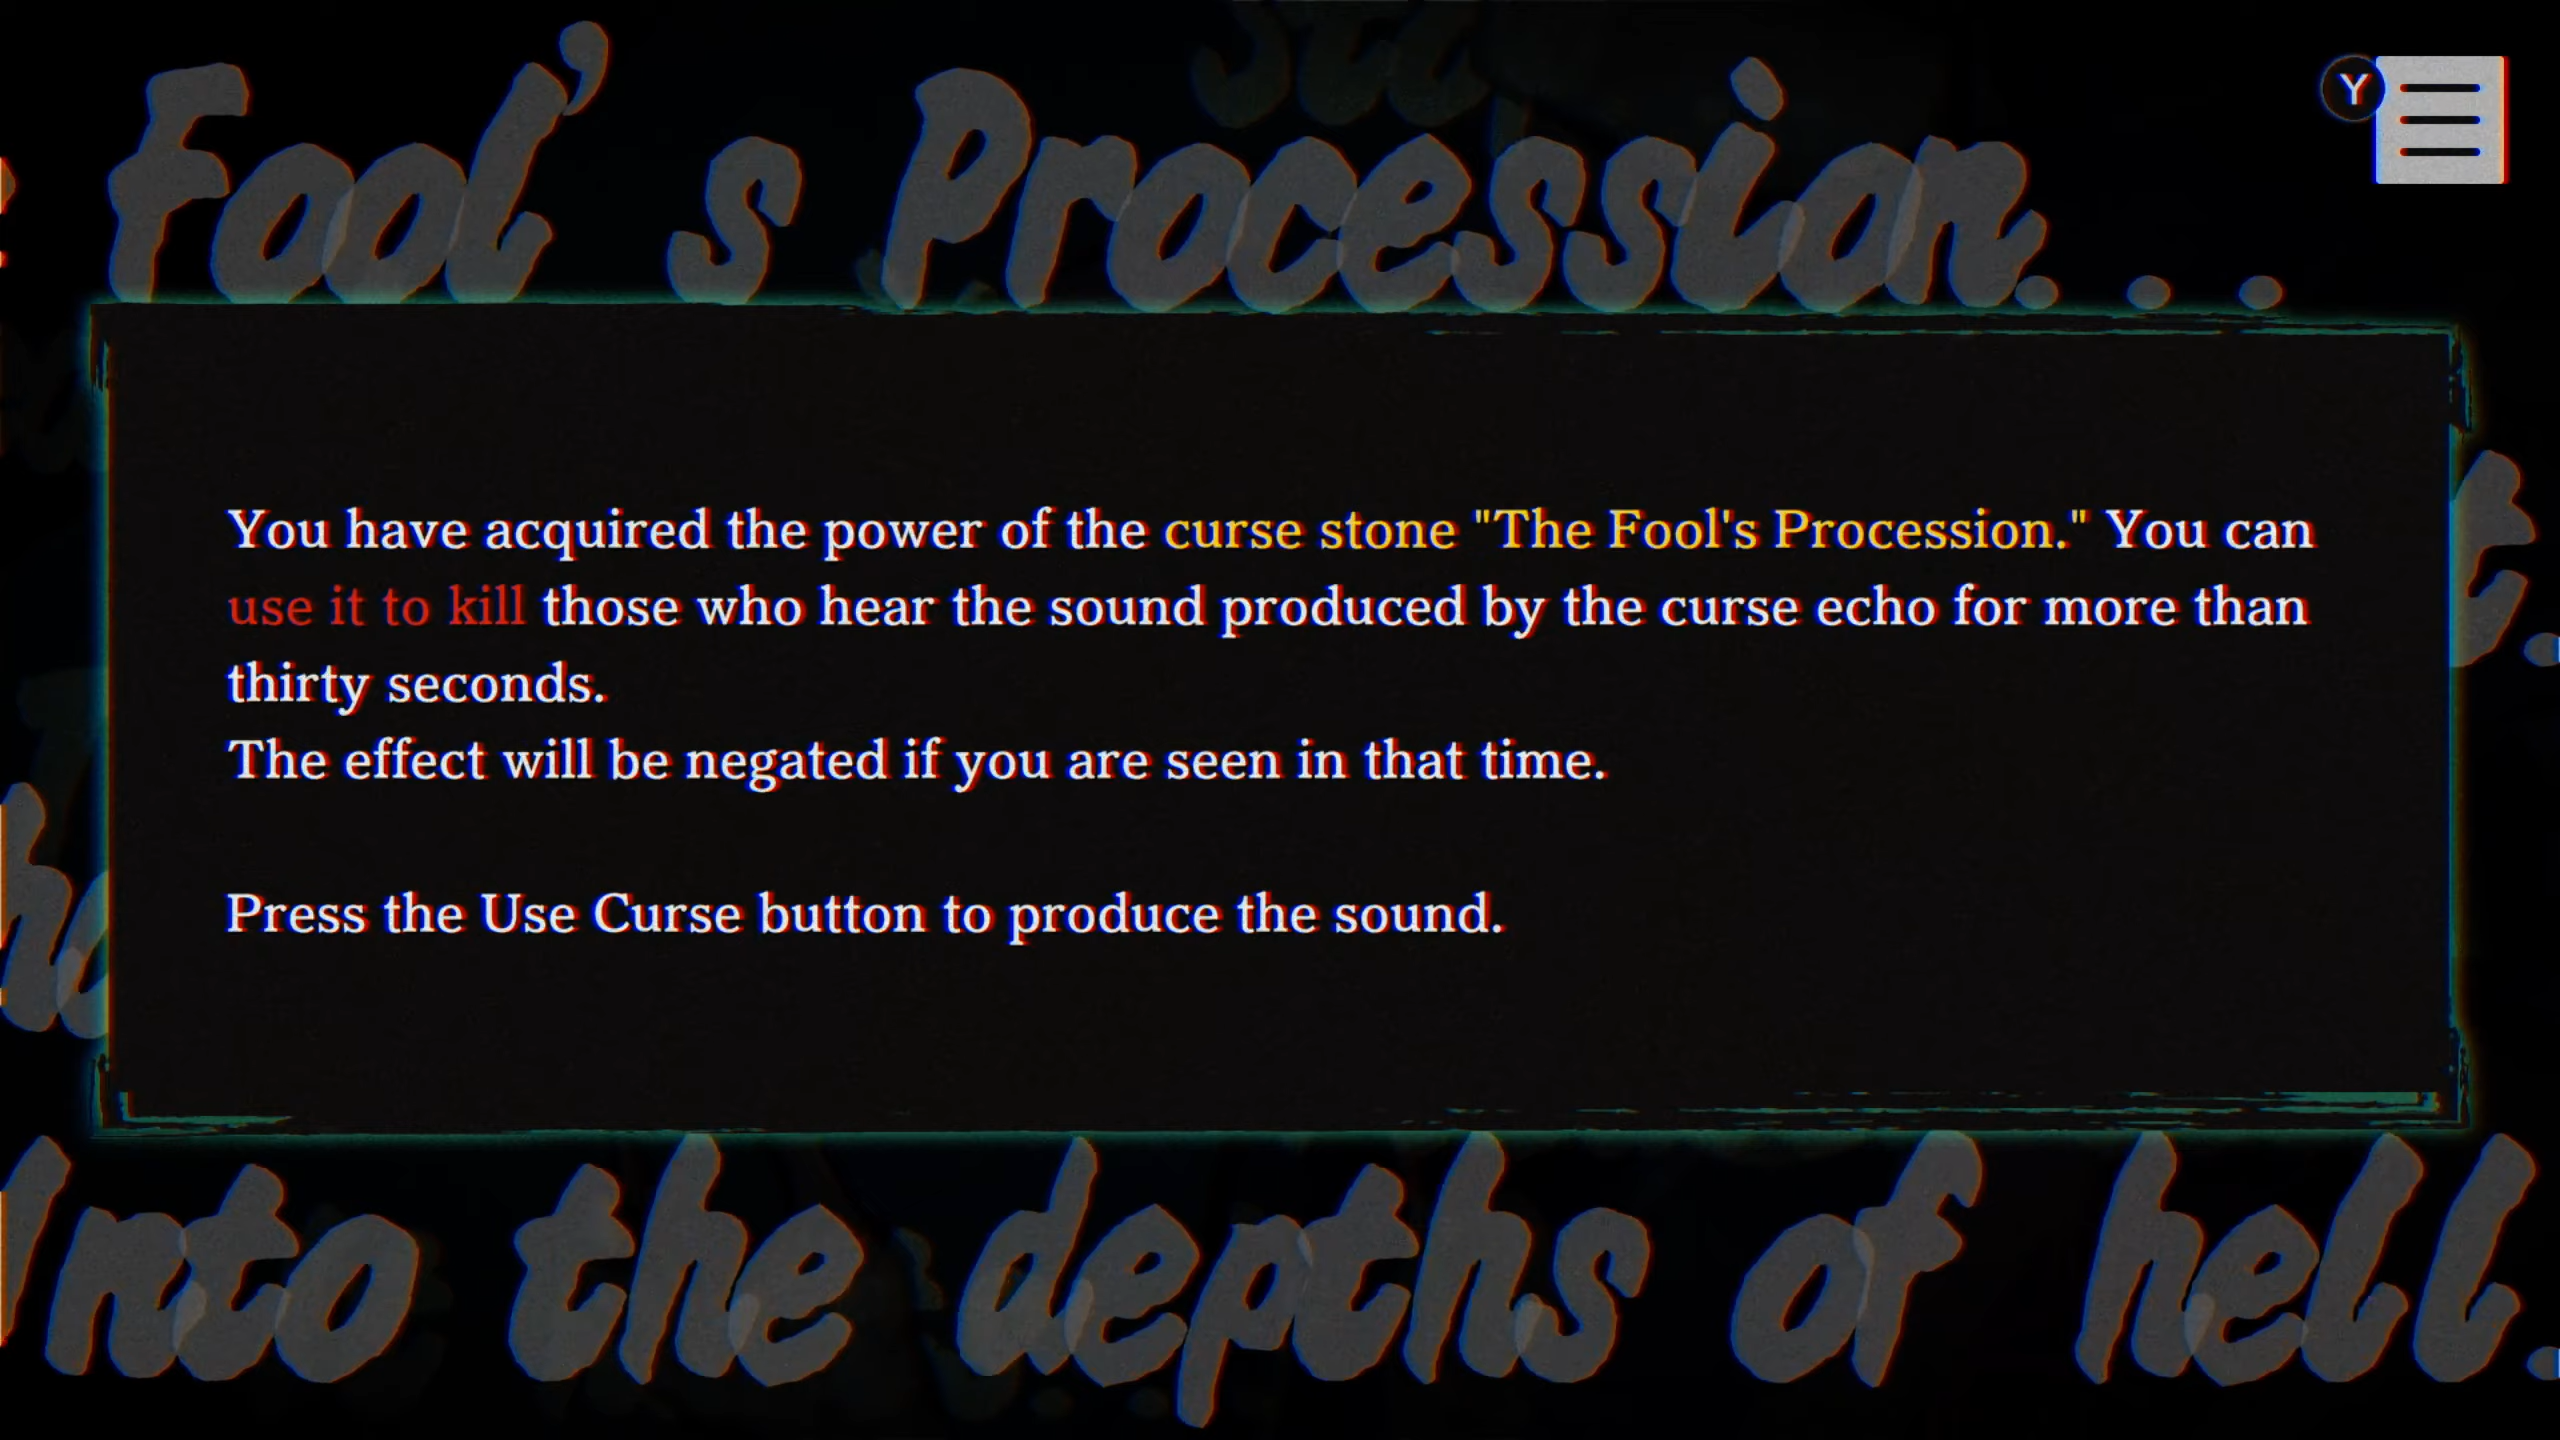 Fool's Procession...
Y
You have acquired the power of the curse stone "The Fool's Procession." You can
use it to kill those who hear the sound produced by the curse echo for more than
thirty seconds.
The effect will be negated if you are seen in that time.
Press the Use Curse button to produce the sound.
Into the depths of hell.